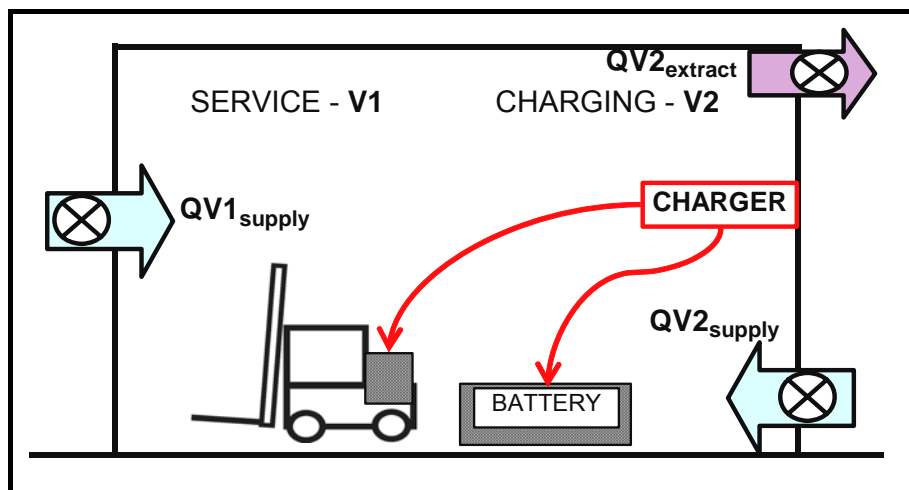 QV2extract
SERVICE - V1
CHARGING - V2
CHARGER
QV1supply
QV2supply
BATTERY